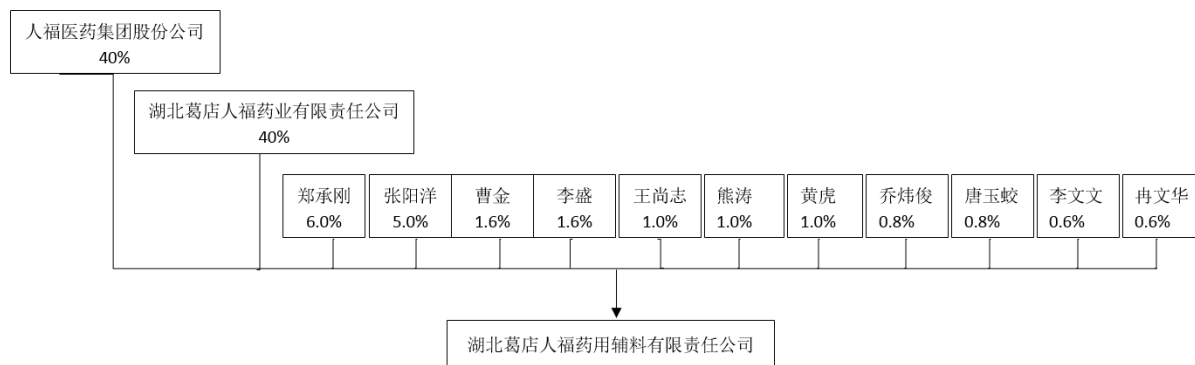 人福医药集团股份公司
40%
湖北葛店人福药业有限责任公司
40%
郑承刚
6.0%
张阳洋
5.0%
曹金
1.6%
李盛
1.6%
王尚志
1.0%
熊涛
1.0%
黄虎
1.0%
乔炜俊
0.8%
唐玉蛟
0.8%
李文文
0.6%
冉文华
0.6%
湖北葛店人福药用辅料有限责任公司